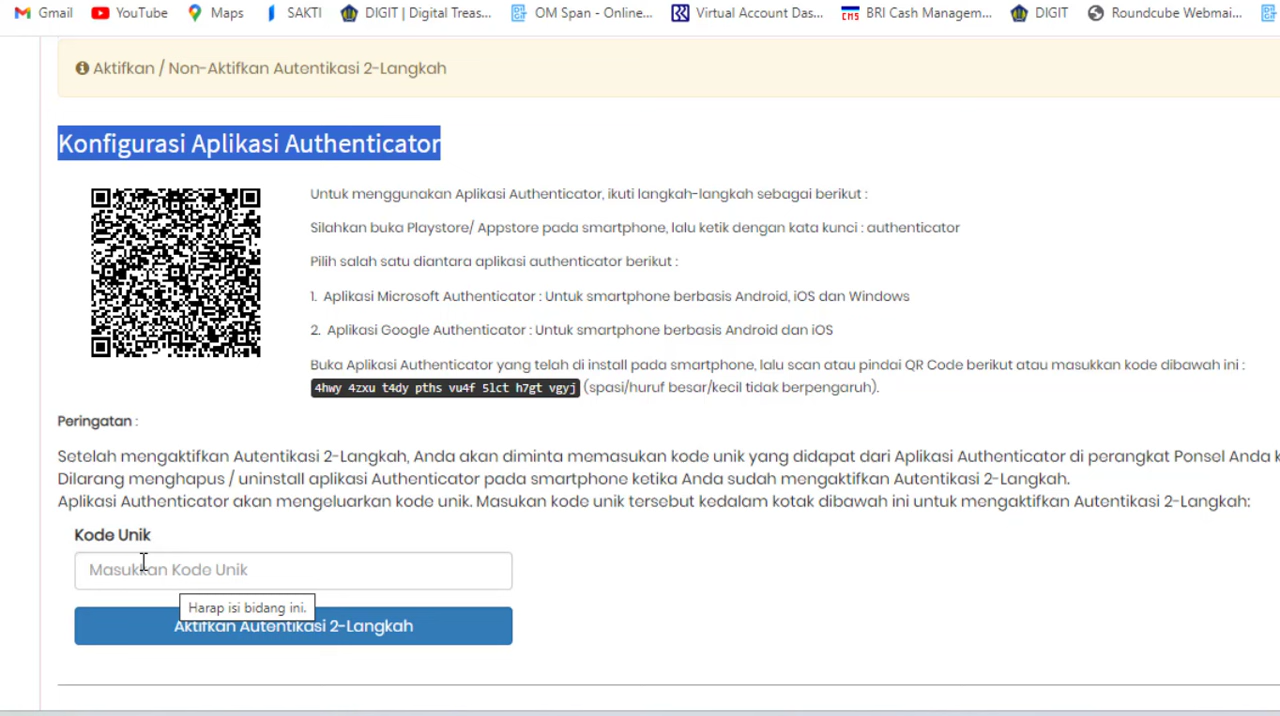 Gmail YouTube Maps SAKTI DIGIT | Digital Treas... OM Span - Online... Virtual Account Das... CMS BRI Cash Managem... DIGIT Roundcube Webmai...
Aktifkan / Non-Aktifkan Autentikasi 2-Langkah
Konfigurasi Aplikasi Authenticator
Untuk menggunakan Aplikasi Authenticator, ikuti langkah-langkah sebagai berikut :
Silahkan buka Playstore/ Appstore pada smartphone, lalu ketik dengan kata kunci : authenticator
Pilih salah satu diantara aplikasi authenticator berikut :
1. Aplikasi Microsoft Authenticator : Untuk smartphone berbasis Android, iOS dan Windows
2. Aplikasi Google Authenticator : Untuk smartphone berbasis Android dan iOS
Buka Aplikasi Authenticator yang telah di install pada smartphone, lalu scan atau pindai QR Code berikut atau masukkan kode dibawah ini :
4hwy 4zxu t4dy pths vu4f 5lct h7gt vgyj (spasi/huruf besar/kecil tidak berpengaruh).
Peringatan :
Setelah mengaktifkan Autentikasi 2-Langkah, Anda akan diminta memasukan kode unik yang didapat dari Aplikasi Authenticator di perangkat Ponsel Anda k
Dilarang menghapus / uninstall aplikasi Authenticator pada smartphone ketika Anda sudah mengaktifkan Autentikasi 2-Langkah.
Aplikasi Authenticator akan mengeluarkan kode unik. Masukan kode unik tersebut kedalam kotak dibawah ini untuk mengaktifkan Autentikasi 2-Langkah:
Kode Unik
Masukkan Kode Unik
Harap isi bidang ini.
Aktifkan Autentikasi 2-Langkah